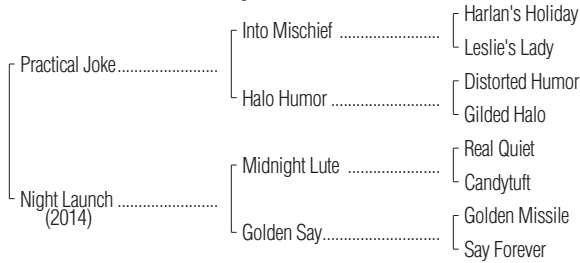 Harlan's Holiday
Into Mischief ....................
Leslie's Lady
Practical Joke....................
Distorted Humor
Halo Humor ......................
Gilded Halo
Real Quiet
Midnight Lute ...................
Candytuft
Night Launch ....................
(2014)
Golden Missile
Golden Say.......................
Say Forever